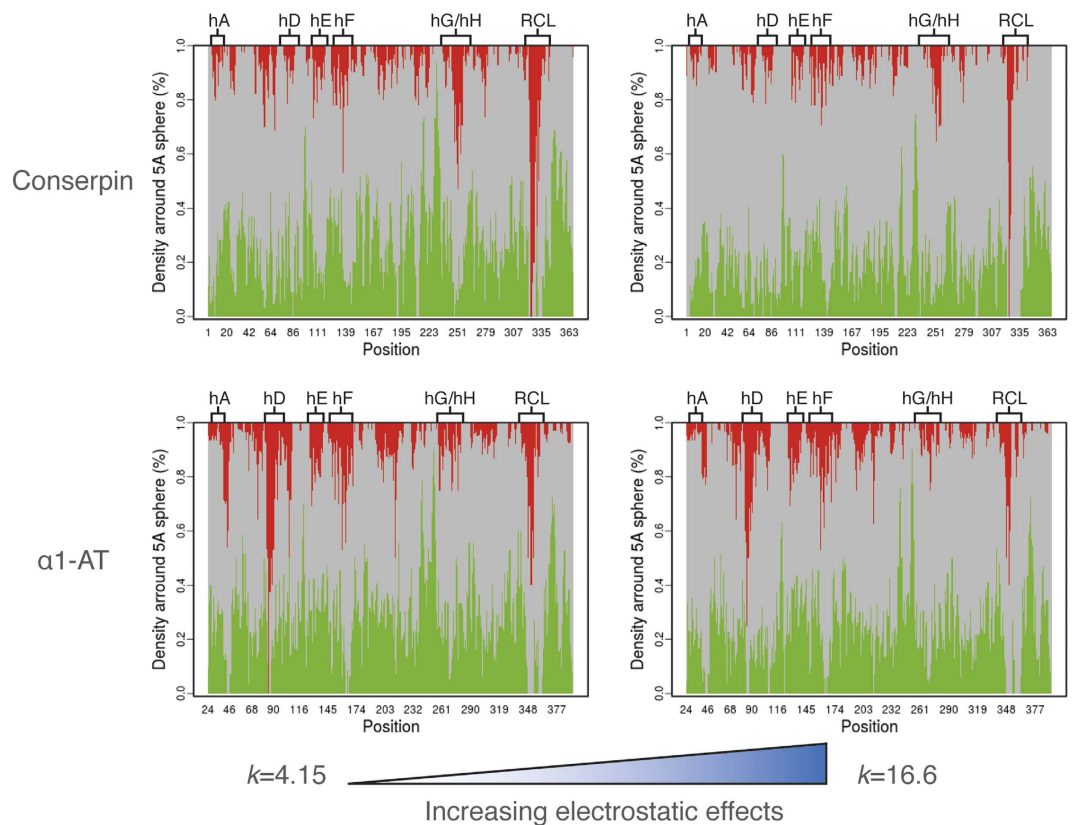 hA hD hE hF hG/hH RCL
hA hD hE hF hG/hH RCL
Conserpin
Density arround 5A sphere (%)
0.0 0.2 0.4 0.6 0.8 1.0
1 20 42 64 86 111 139 167 195 223 251 279 307 335 363
Position
Density arround 5A sphere (%)
0.0 0.2 0.4 0.6 0.8 1.0
1 20 42 64 86 111 139 167 195 223 251 279 307 335 363
Position
hA hD hE hF hG/hH RCL
hA hD hE hF hG/hH RCL
α1-AT
Density arround 5A sphere (%)
0.0 0.2 0.4 0.6 0.8 1.0
24 46 68 90 116 145 174 203 232 261 290 319 348 377
Position
Density arround 5A sphere (%)
0.0 0.2 0.4 0.6 0.8 1.0
24 46 68 90 116 145 174 203 232 261 290 319 348 377
Position
k=4.15 k=16.6
Increasing electrostatic effects